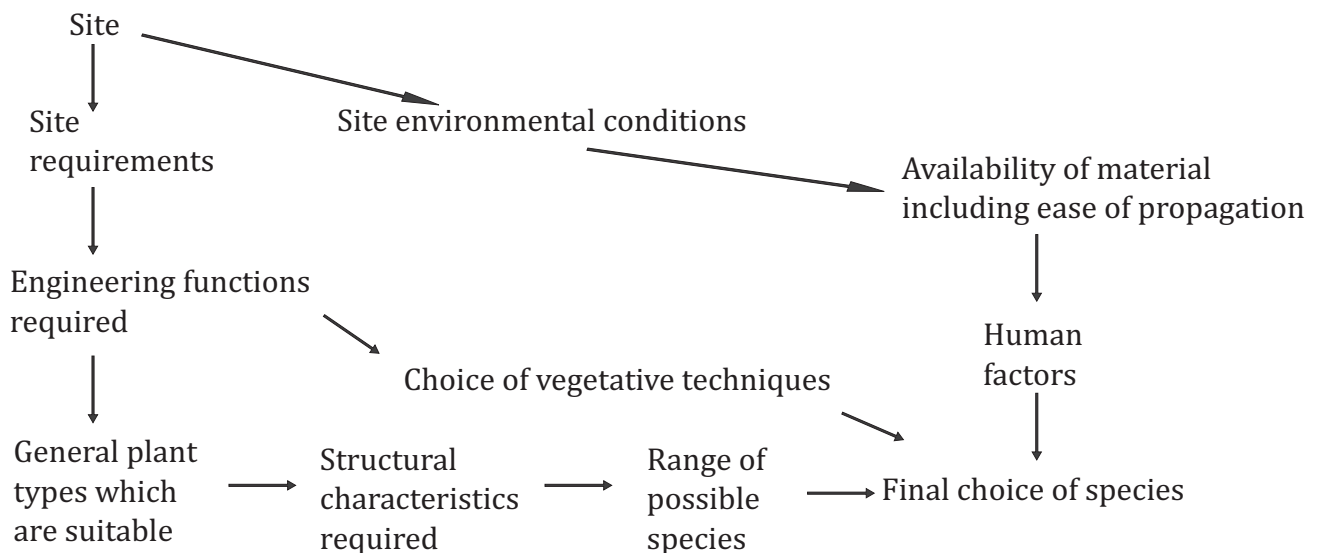 Site
Site
requirements
Site environmental conditions
Availability of material
including ease of propagation
Engineering functions
required
Human
factors
Choice of vegetative techniques
General plant
types which
are suitable
Structural
characteristics
required
Range of
possible
species
Final choice of species